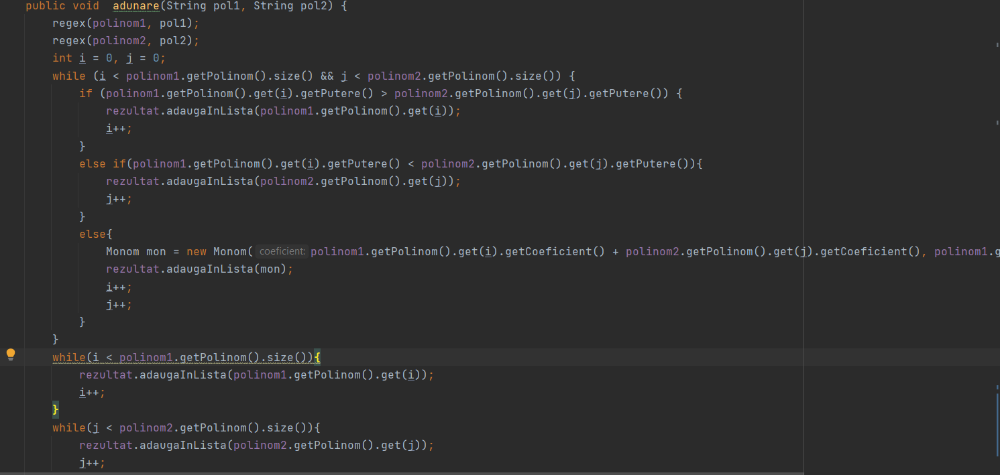 public void  adunare(String pol1, String pol2) {
    regex(polinom1, pol1);
    regex(polinom2, pol2);
    int i = 0, j = 0;
    while (i < polinom1.getPolinom().size() && j < polinom2.getPolinom().size()) {
        if (polinom1.getPolinom().get(i).getPutere() > polinom2.getPolinom().get(j).getPutere()) {
            rezultat.adaugaInLista(polinom1.getPolinom().get(i));
            i++;
        }
        else if(polinom1.getPolinom().get(i).getPutere() < polinom2.getPolinom().get(j).getPutere()){
            rezultat.adaugaInLista(polinom2.getPolinom().get(j));
            j++;
        }
        else{
            Monom mon = new Monom( coeficient: polinom1.getPolinom().get(i).getCoeficient() + polinom2.getPolinom().get(j).getCoeficient(), polinom1.g
            rezultat.adaugaInLista(mon);
            i++;
            j++;
        }
    }
    while(i < polinom1.getPolinom().size()){
        rezultat.adaugaInLista(polinom1.getPolinom().get(i));
        i++;
    }
    while(j < polinom2.getPolinom().size()){
        rezultat.adaugaInLista(polinom2.getPolinom().get(j));
        j++;